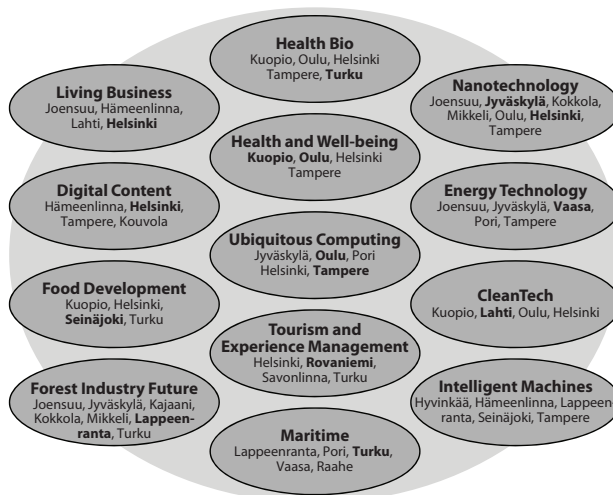 Health Bio
Kuopio, Oulu, Helsinki
Tampere, Turku
Living Business
Joensuu, Hämeenlinna,
Lahti, Helsinki
Nanotechnology
Joensuu, Jyväskylä, Kokkola,
Mikkeli, Oulu, Helsinki,
Tampere
Health and Well-being
Kuopio, Oulu, Helsinki
Tampere
Digital Content
Hämeenlinna, Helsinki,
Tampere, Kouvola
Energy Technology
Joensuu, Jyväskylä, Vaasa,
Pori, Tampere
Ubiquitous Computing
Jyväskylä, Oulu, Pori
Helsinki, Tampere
Food Development
Kuopio, Helsinki,
Seinäjoki, Turku
CleanTech
Kuopio, Lahti, Oulu, Helsinki
Tourism and
Experience Management
Helsinki, Rovaniemi,
Savonlinna, Turku
Forest Industry Future
Joensuu, Jyväskylä, Kajaani,
Kokkola, Mikkeli, Lappeen-
ranta, Turku
Intelligent Machines
Hyvinkää, Hämeenlinna, Lappeen-
ranta, Seinäjoki, Tampere
Maritime
Lappeenranta, Pori, Turku,
Vaasa, Raahe